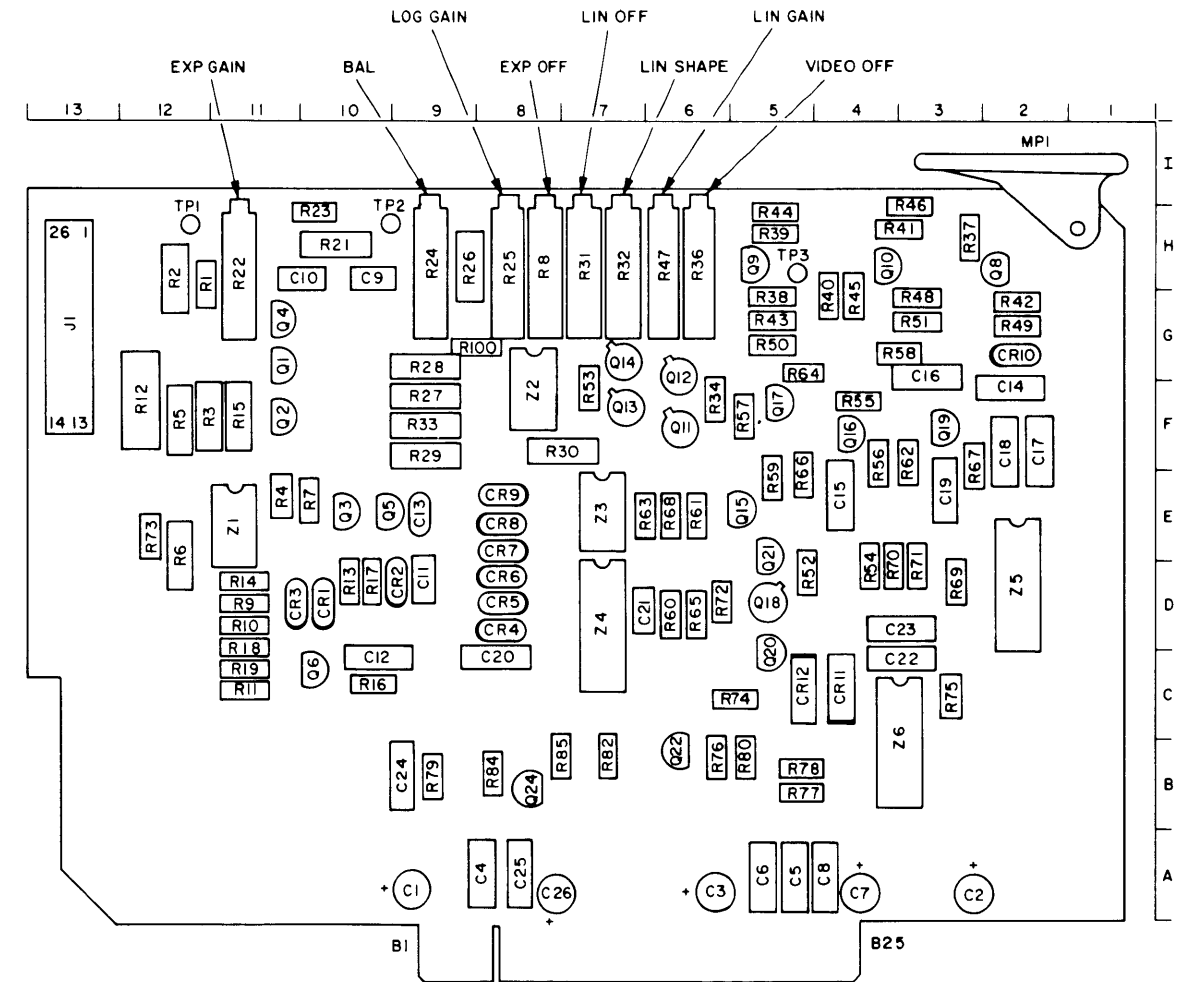 LOG GAIN LIN OFF LIN GAIN
EXP GAIN BAL EXP OFF LIN SHAPE VIDEO OFF
13 12 11 10 9 8 7 6 5 4 3 2 1
MP1 I
TP1 R23 TP2 R44 R46
26 1 R21 R39 R41 R37
R2 R1 R22 C10 C9 R24 R26 R25 R8 R31 R32 R47 R36 Q9 TP3 Q10 Q8 H
J1 Q4 R38 R40 R45 R48 R42
R43 R51 R49
R100 R50 G
Q1 R28 Z2 Q14 Q12 R58 CR10
R53 R64 C16 C14
R12 R5 R3 R15 Q2 R27 Q13 R34 R57 Q17 R55
14 13 R33 Q11 Q16 Q19 C18 C17 F
R29 R30 R59 R66 R56 R62 R67
R4 R7 Q3 Q5 C13 CR9 Z3 R63 R68 R61 Q15 C15 C19
R73 R6 Z1 CR8 E
CR7 Q21 R52 R54 R70 R71 Z5
R14 R13 R17 CR2 C11 CR6 R69
R9 CR3 CR1 CR5 Z4 C21 R60 R65 R72 Q18 D
R10 CR4 C23
R18 C12 C20 Q20 C22
R19 Q6
R11 R16 R74 CR12 CR11 R75 C
C24 R79 R84 R85 R82 Q22 R76 R80 R78 Z6
Q24 R77 B
C4 C25 C6 C5 C8 A
+ C1 C26 + C3 + C7 + C2
+
B1 B25